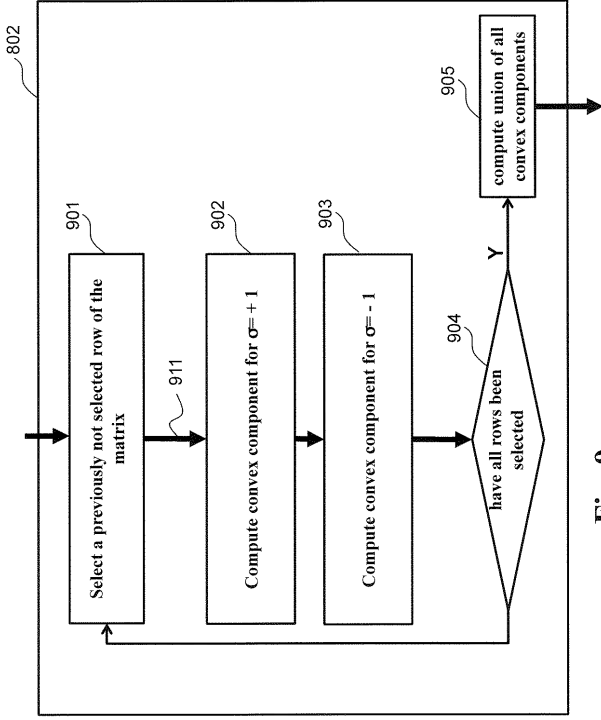 802
901
Select a previously not selected row of the
matrix
911
902
Compute convex component for σ= + 1
903
Compute convex component for σ= - 1
904
have all rows been
selected
Y
905
compute union of all
convex components